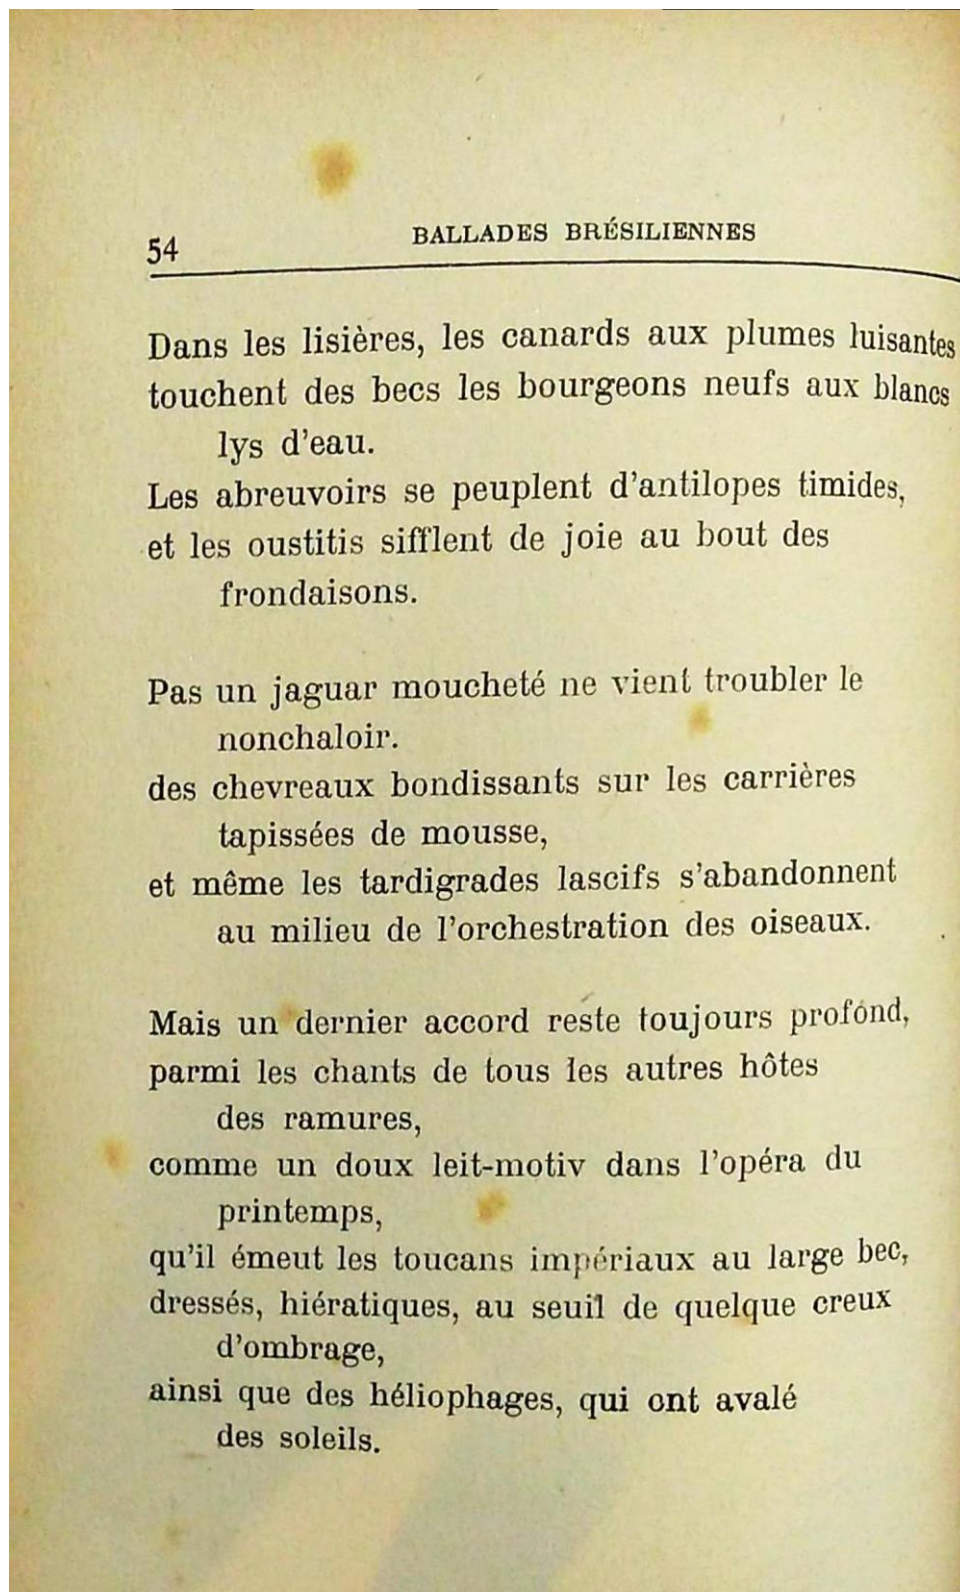 54
BALLADES BRÉSILIENNES
Dans les lisières, les canards aux plumes luisantes
touchent des becs les bourgeons neufs aux blancs
lys d'eau.
Les abreuvoirs se peuplent d'antilopes timides,
et les oustitis sifflent de joie au bout des
frondaisons.
Pas un jaguar moucheté ne vient troubler le
nonchaloir.
des chevreaux bondissants sur les carrières
tapissées de mousse,
et même les tardigrades lascifs s'abandonnent
au milieu de l'orchestration des oiseaux.
Mais un dernier accord reste toujours profond,
parmi les chants de tous les autres hôtes
des ramures,
comme un doux leit-motiv dans l'opéra du
printemps,
qu'il émeut les toucans impériaux au large bec,
dressés, hiératiques, au seuil de quelque creux
d'ombrage,
ainsi que des héliophages, qui ont avalé
des soleils.